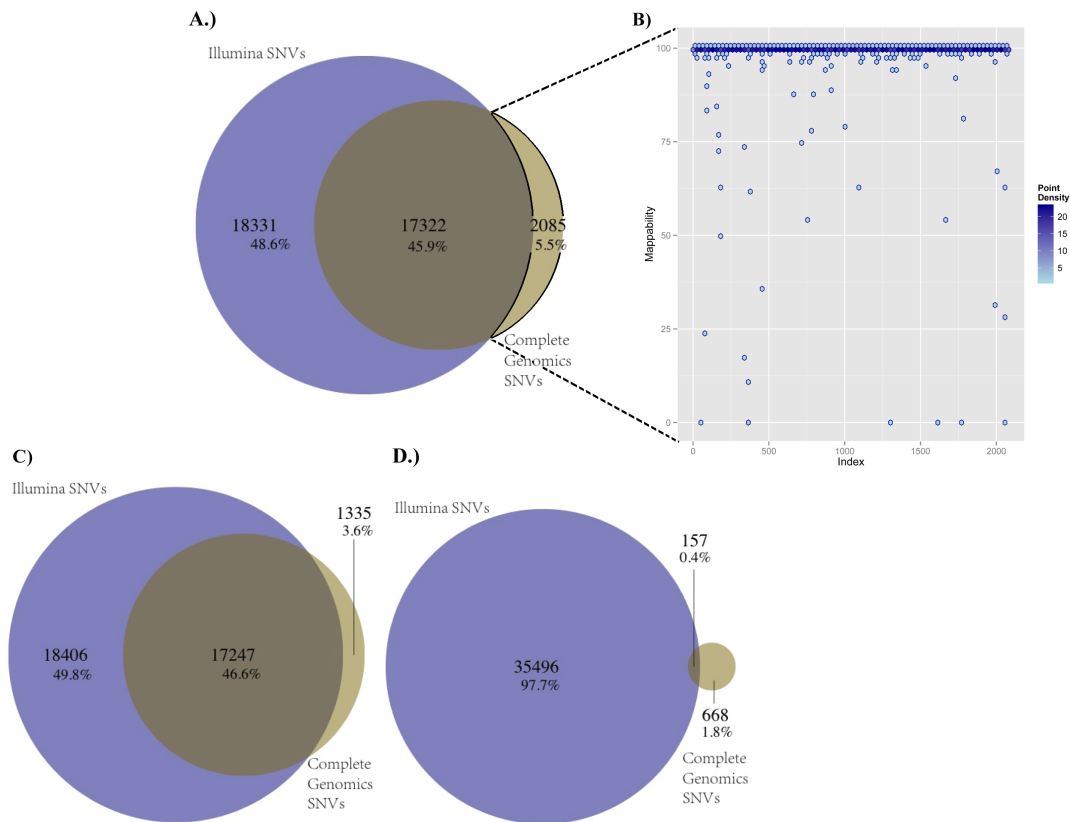 A.)
Illumina SNVs
18331
48.6%
17322
45.9%
2085
5.5%
Complete
Genomics
SNVs
B)
100
75
50
25
0
Mappability
0
500
1000
1500
2000
Index
Point
Density
20
15
10
5
C)
Illumina SNVs
18406
49.8%
17247
46.6%
1335
3.6%
Complete
Genomics
SNVs
D.)
Illumina SNVs
35496
97.7%
157
0.4%
668
1.8%
Complete
Genomics
SNVs